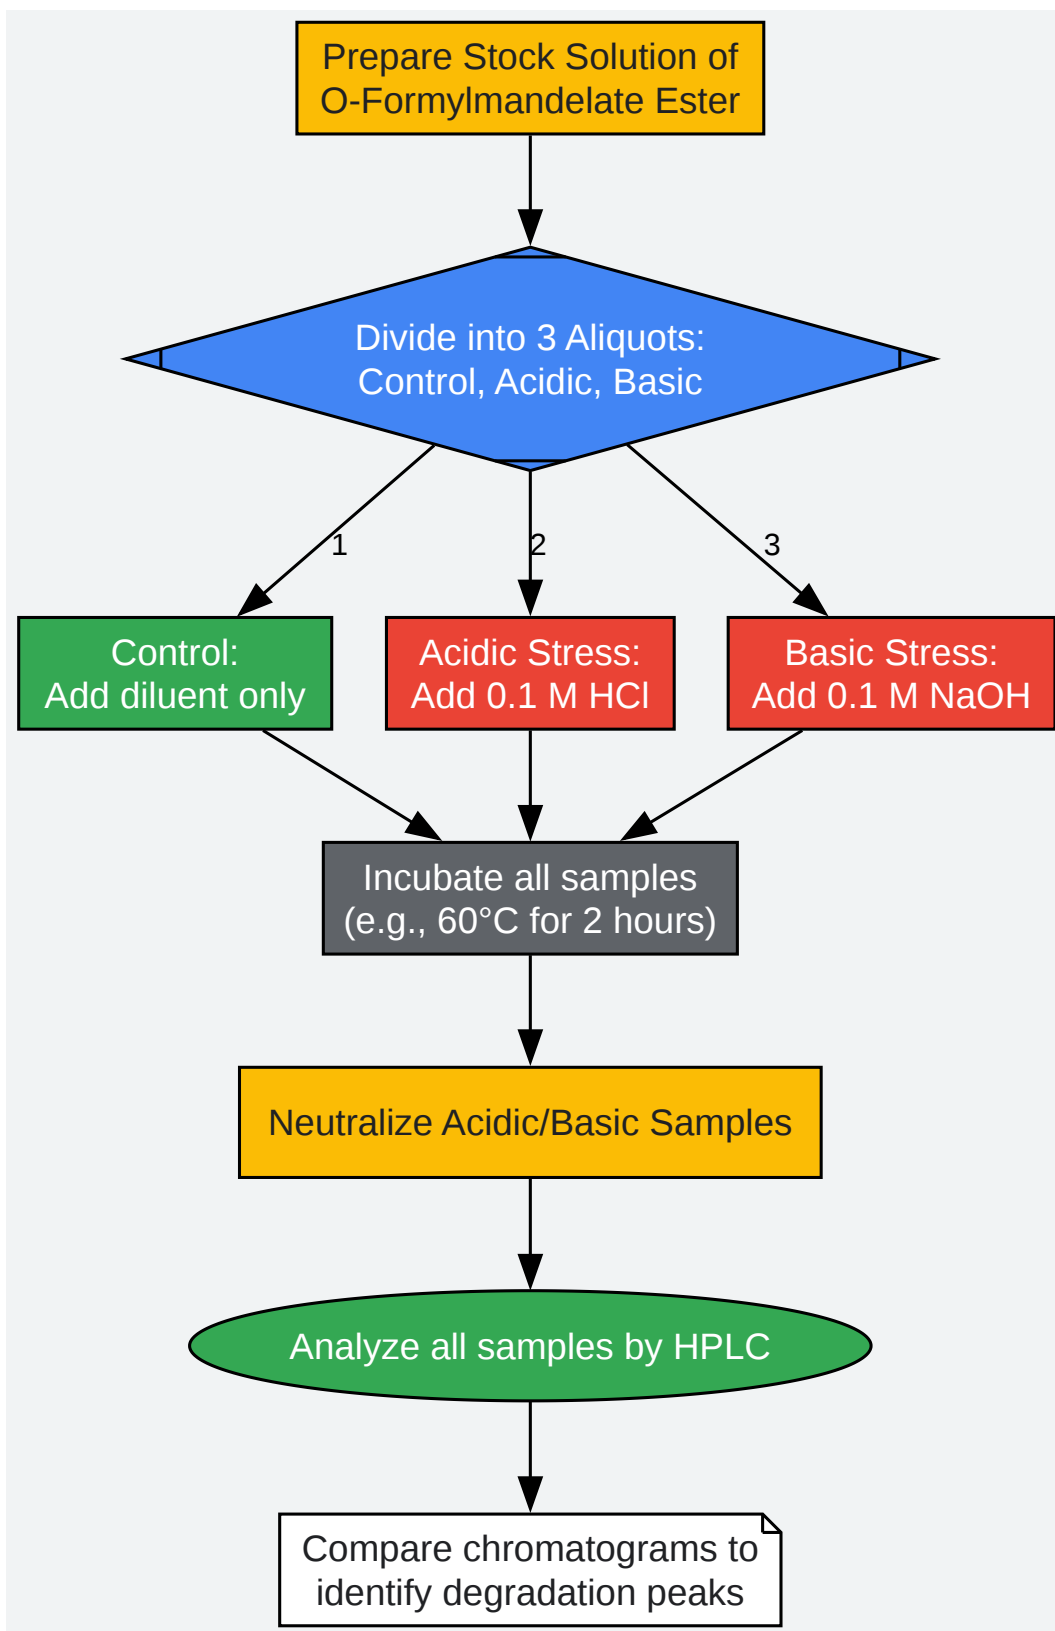 Prepare Stock Solution of
O-Formylmandelate Ester
Divide into 3 Aliquots:
Control, Acidic, Basic
1
2
3
Control:
Add diluent only
Acidic Stress:
Add 0.1 M HCl
Basic Stress:
Add 0.1 M NaOH
Incubate all samples
(e.g., 60°C for 2 hours)
Neutralize Acidic/Basic Samples
Analyze all samples by HPLC
Compare chromatograms to
identify degradation peaks